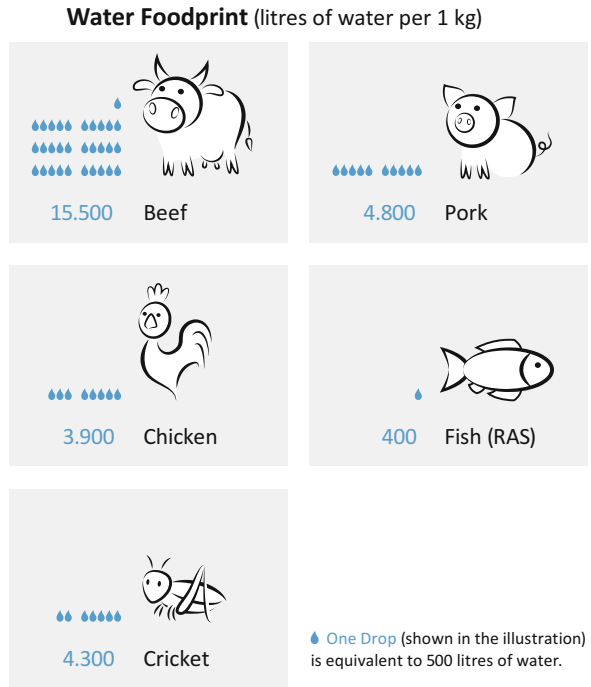 Water Foodprint (litres of water per 1 kg)
15.500 Beef
4.800 Pork
3.900 Chicken
400 Fish (RAS)
4.300 Cricket
One Drop (shown in the illustration)
is equivalent to 500 litres of water.